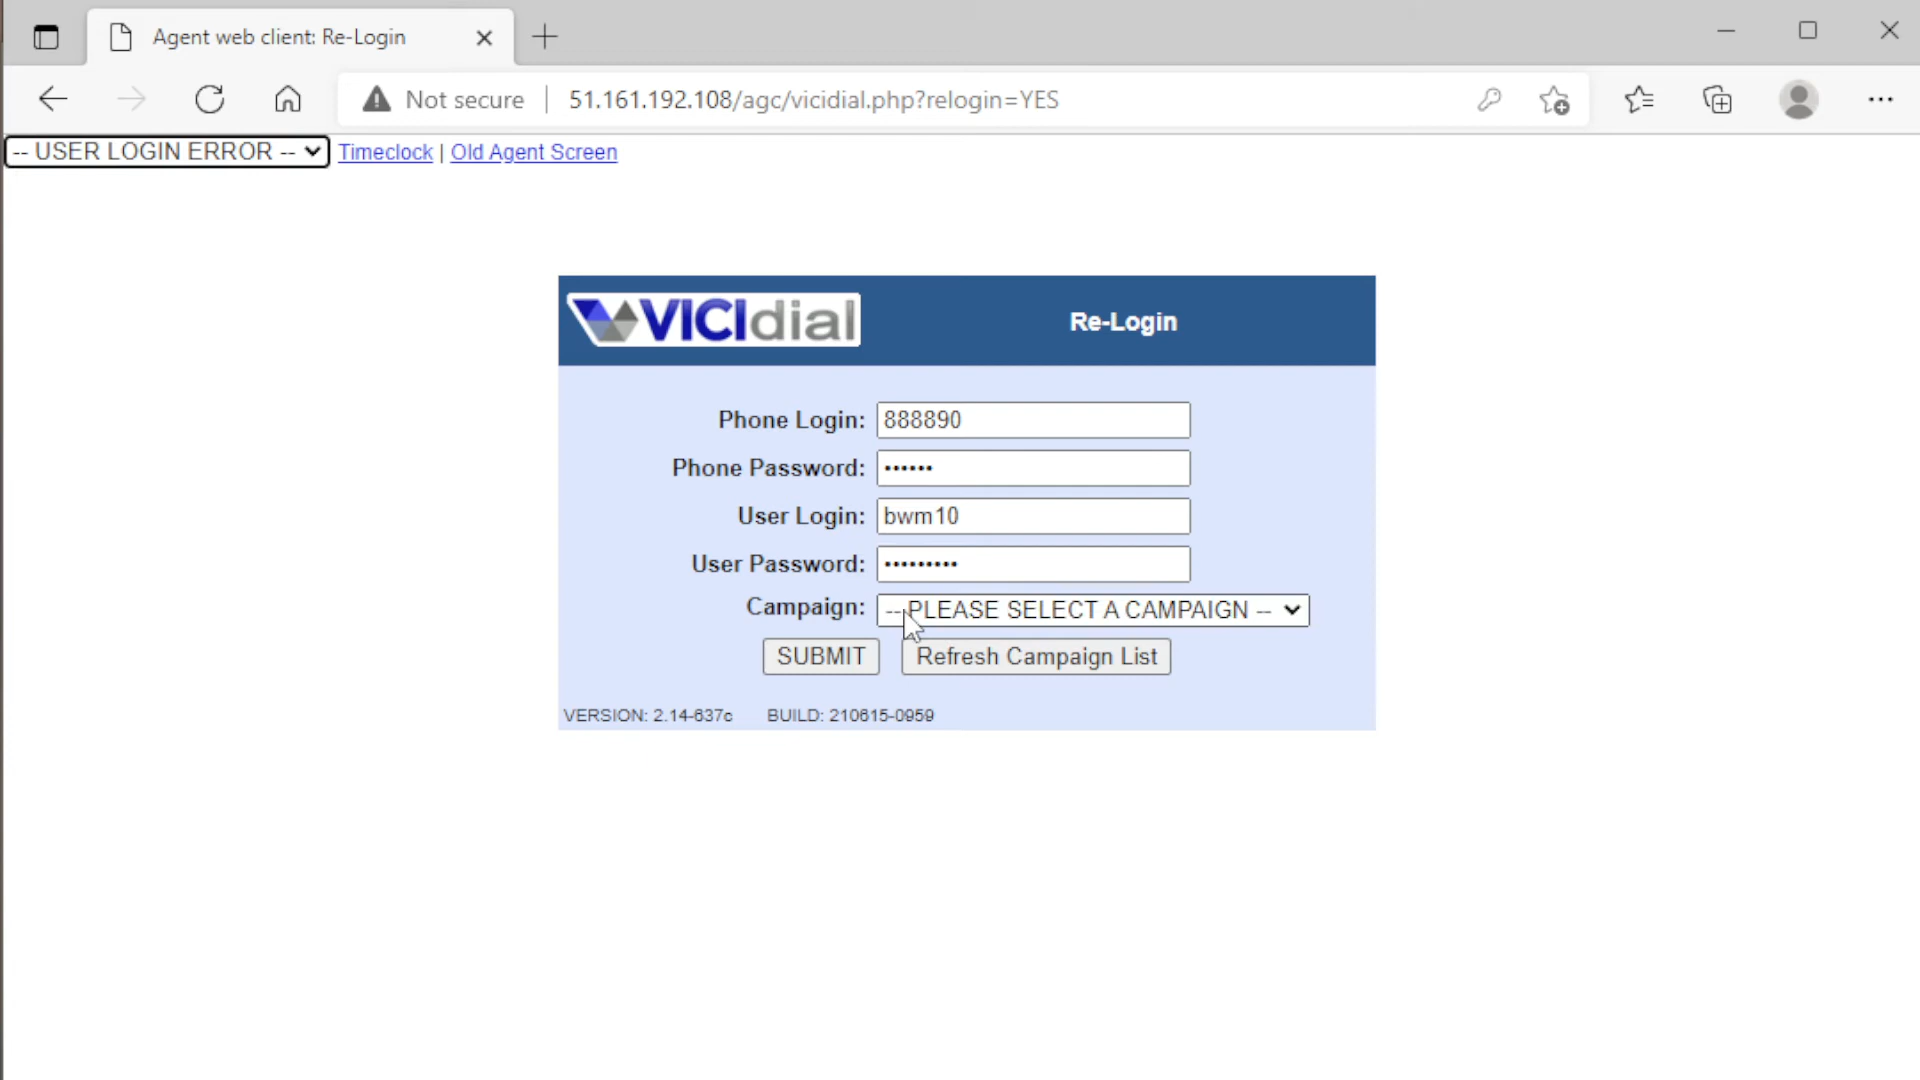 Agent web client: Re-Login
Not secure 51.161.192.108/agc/vicidial.php?relogin=YES
-- USER LOGIN ERROR -- Timeclock | Old Agent Screen
VICIdial Re-Login
Phone Login: 888890
Phone Password: ••••••
User Login: bwm10
User Password: •••••••••
Campaign: -- PLEASE SELECT A CAMPAIGN --
SUBMIT Refresh Campaign List
VERSION: 2.14-637c BUILD: 210615-0959